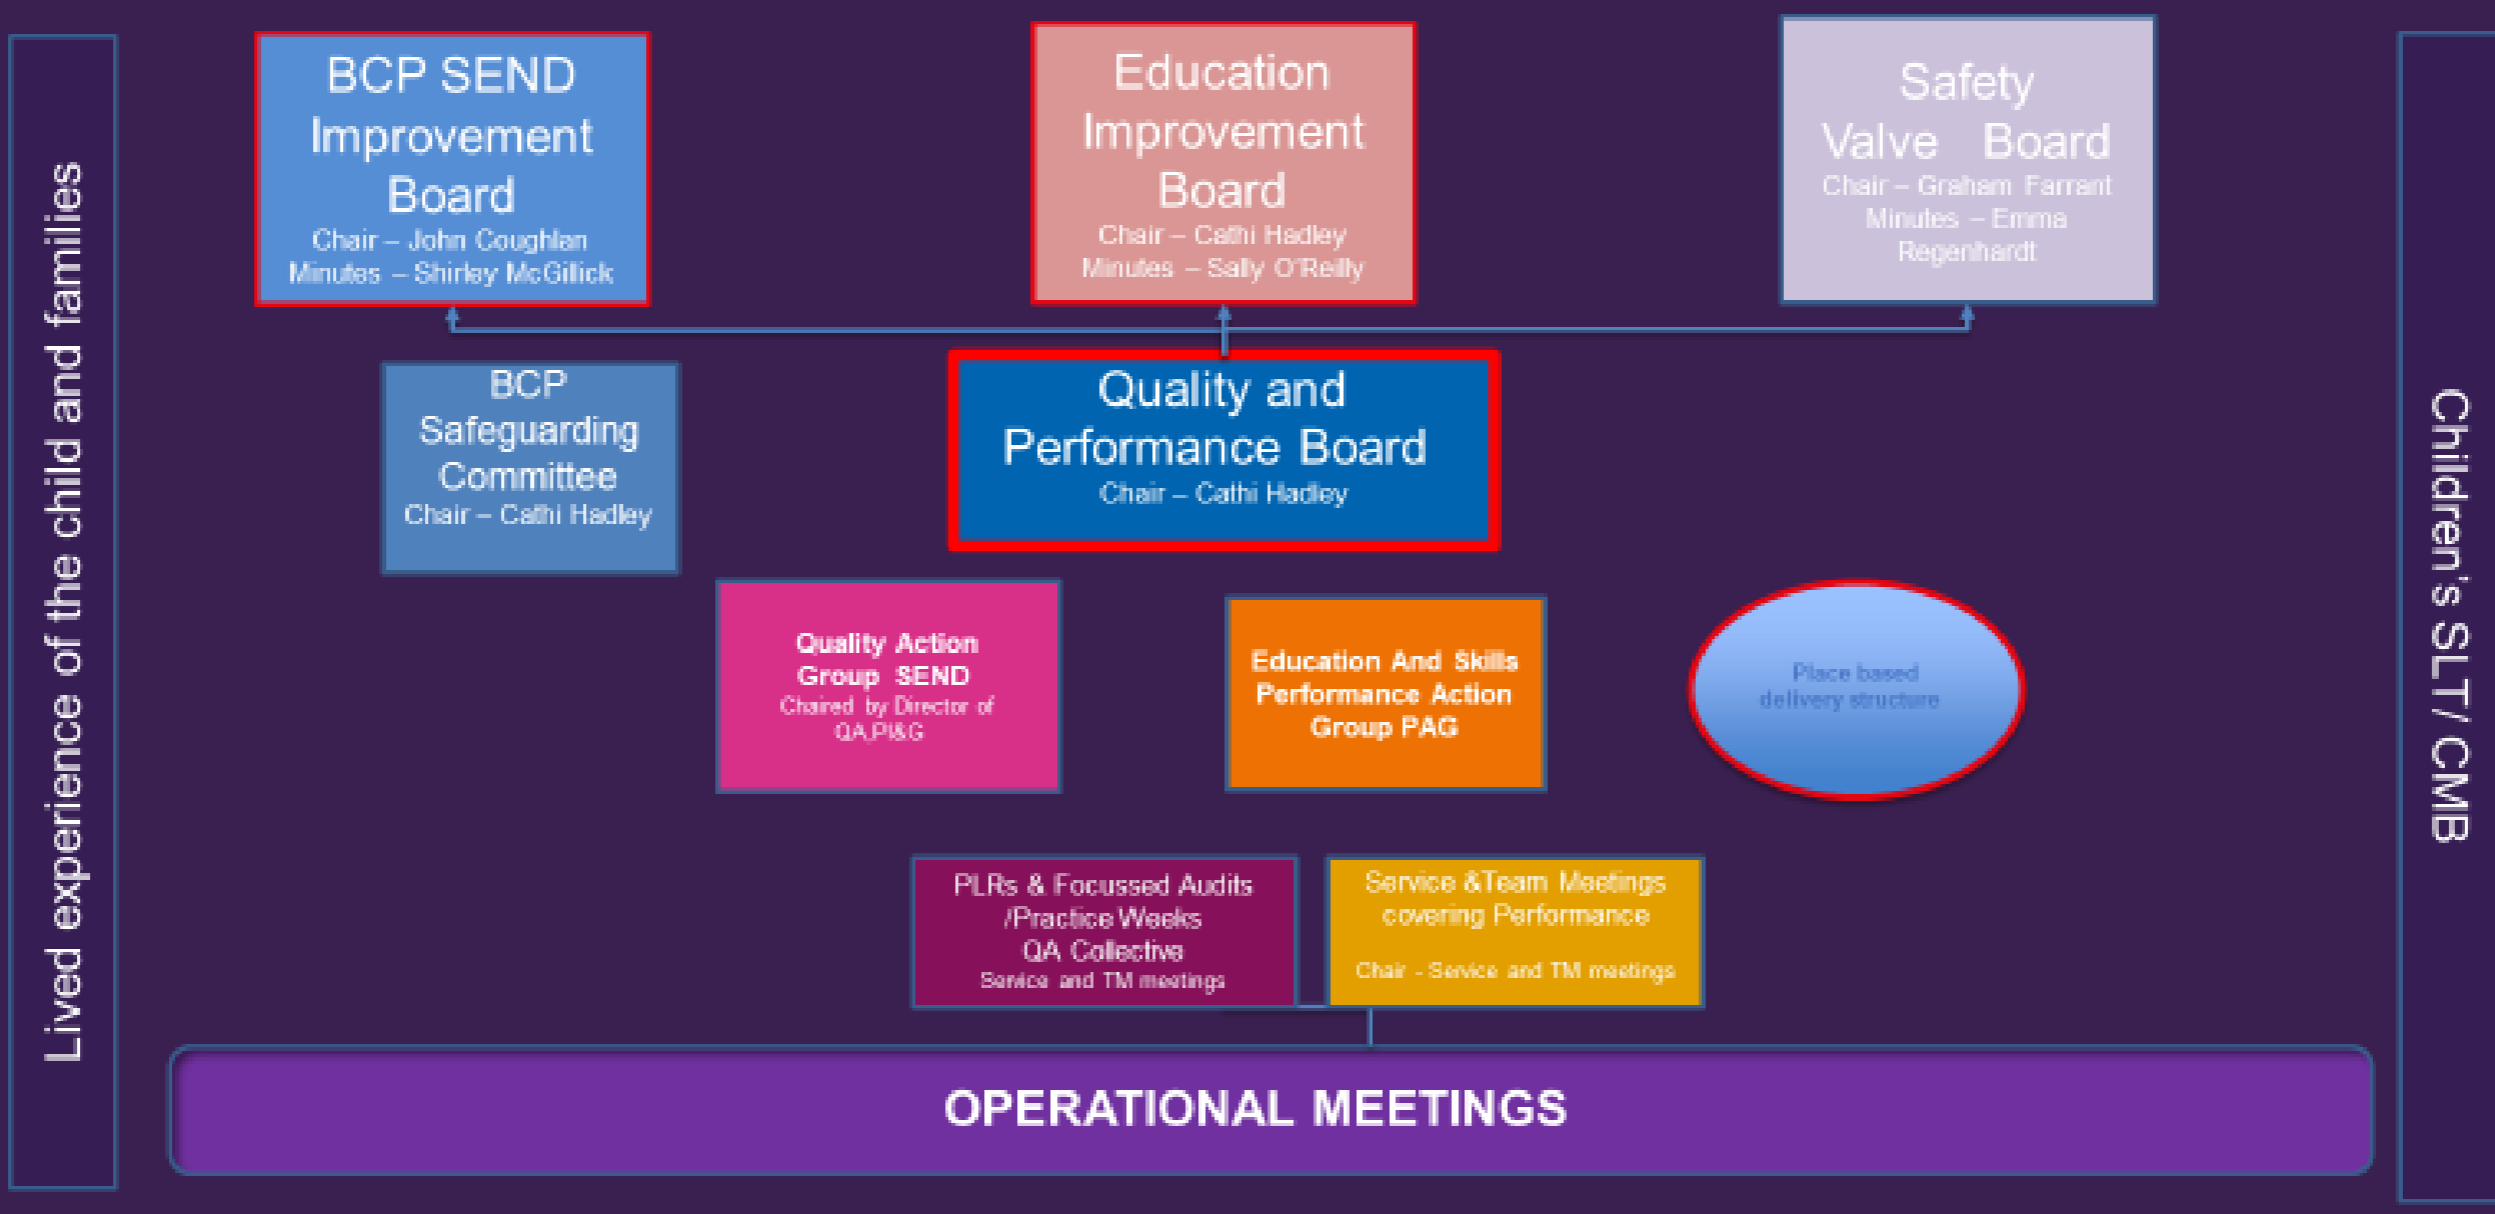 Lived experience of the child and families
BCP SEND
Improvement
Board
Chair – John Coughlan
Minutes – Shirley McGillick
Education
Improvement
Board
Chair – Cathi Hadley
Minutes – Sally O'Reilly
Safety
Valve Board
Chair – Graham Farrant
Minutes – Emma
Regenhardt
BCP
Safeguarding
Committee
Chair – Cathi Hadley
Quality and
Performance Board
Chair – Cathi Hadley
Quality Action
Group SEND
Chaired by Director of
QA,PI&G
Education And Skills
Performance Action
Group PAG
Place based
delivery structure
PLRs & Focussed Audits
/Practice Weeks
QA Collective
Service and TM meetings
Service &Team Meetings
covering Performance
Chair - Service and TM meetings
OPERATIONAL MEETINGS
Children's SLT/ CMB